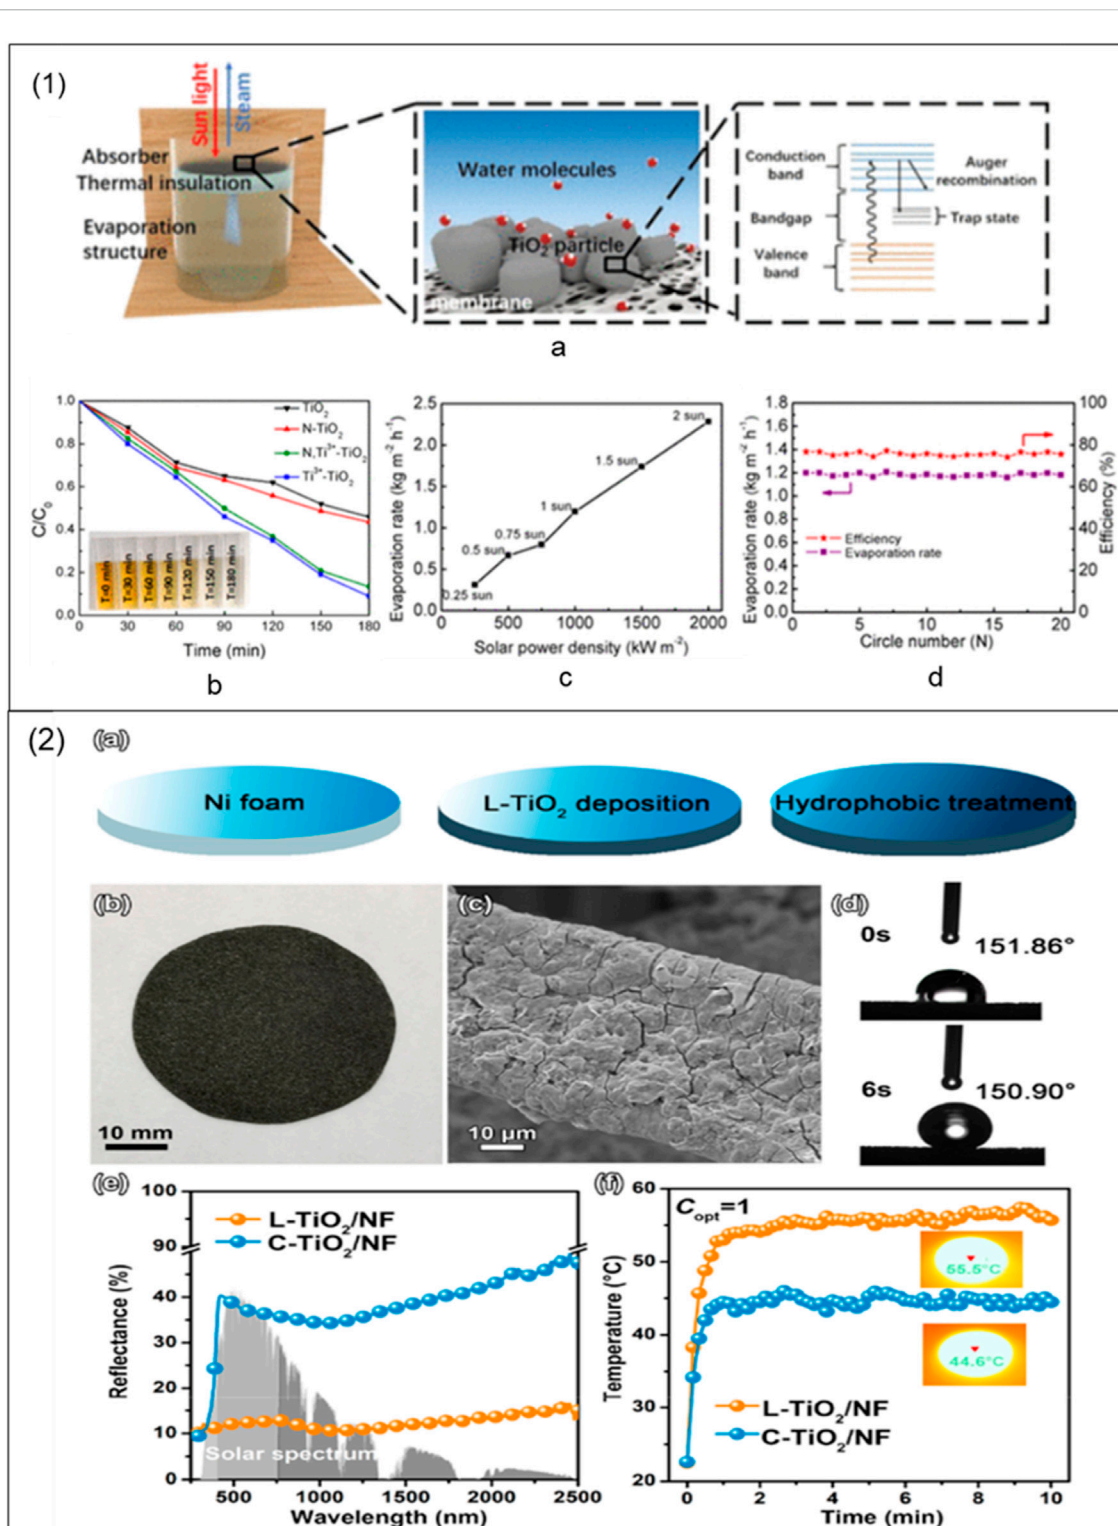 (1)
Sun light
Steam
Absorber
Thermal insulation
Evaporation
structure
Water molecules
TiO₂ particle
membrane
Conduction
band
Bandgap
Valence
band
Auger
recombination
Trap state
a
1.0
0.8
0.6
0.4
0.2
0.0
C/C₀
TiO₂
N-TiO₂
N,Ti³⁺-TiO₂
Ti³⁺-TiO₂
T=0 min
T=30 min
T=60 min
T=90 min
T=120 min
T=150 min
T=180 min
0 30 60 90 120 150 180
Time (min)
b
Evaporation rate (kg m⁻² h⁻¹)
2.5
2.0
1.5
1.0
0.5
0.0
2 sun
1.5 sun
1 sun
0.75 sun
0.5 sun
0.25 sun
0 500 1000 1500 2000
Solar power density (kW m⁻²)
c
Evaporation rate (kg m⁻² h⁻¹)
1.8
1.6
1.4
1.2
1.0
0.8
0.6
0.4
0.2
0.0
Efficiency
Evaporation rate
100
80
60
40
20
0
Efficiency (%)
0 5 10 15 20
Circle number (N)
d
(2)
(a)
Ni foam
L-TiO₂ deposition
Hydrophobic treatment
(b)
10 mm
(c)
10 μm
(d)
0s
151.86°
6s
150.90°
(e)
100
90
40
30
20
10
0
Reflectance (%)
L-TiO₂/NF
C-TiO₂/NF
Solar spectrum
500 1000 1500 2000 2500
Wavelength (nm)
(f)
60
50
40
30
20
Temperature (°C)
Copt=1
55.5°C
44.6°C
L-TiO₂/NF
C-TiO₂/NF
0 2 4 6 8 10
Time (min)